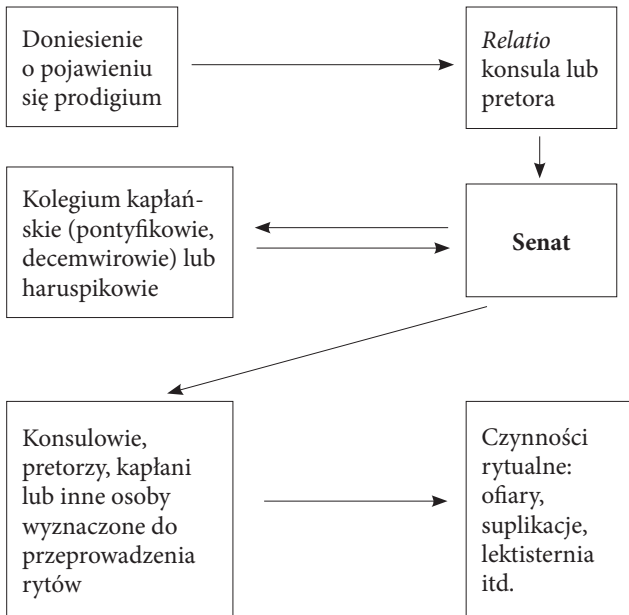 Doniesienie
o pojawieniu
się prodigium
Relatio
konsula lub
pretora
Kolegium kapłań-
skie (pontyfikowie,
decemwirowie) lub
haruspikowie
Senat
Konsulowie,
pretorzy, kapłani
lub inne osoby
wyznaczone do
przeprowadzenia
rytów
Czynności
rytualne:
ofiary,
suplikacje,
lektisternia
itd.